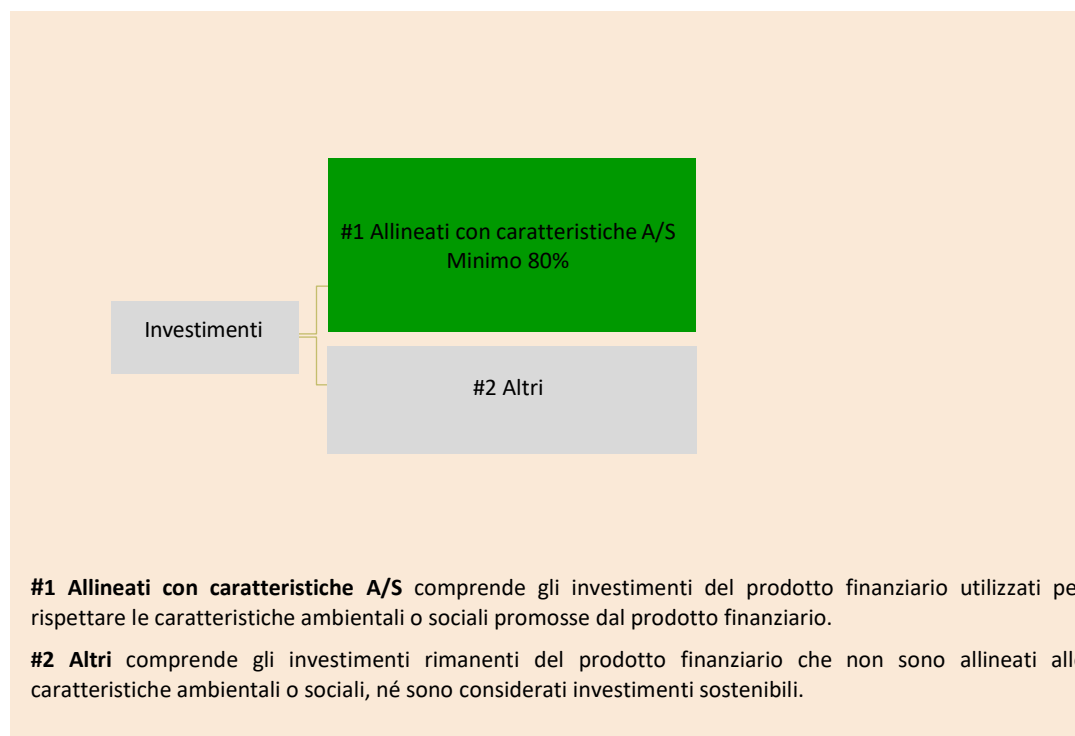 #1 Allineati con caratteristiche A/S
Minimo 80%
Investimenti
#2 Altri
#1 Allineati con caratteristiche A/S comprende gli investimenti del prodotto finanziario utilizzati pe
rispettare le caratteristiche ambientali o sociali promosse dal prodotto finanziario.
#2 Altri comprende gli investimenti rimanenti del prodotto finanziario che non sono allineati all
caratteristiche ambientali o sociali, né sono considerati investimenti sostenibili.